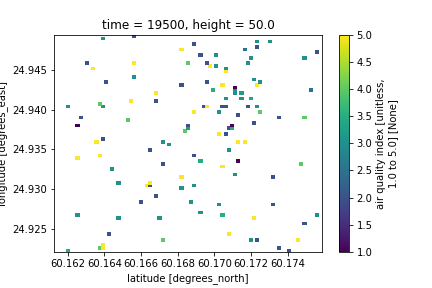 time = 19500, height = 50.0
24.945
24.940
24.935
24.930
24.925
longitude [degrees_east]
60.162 60.164 60.166 60.168 60.170 60.172 60.174
latitude [degrees_north]
5.0
4.5
4.0
3.5
3.0
2.5
2.0
1.5
1.0
air quality index [unitless,
1.0 to 5.0] [None]